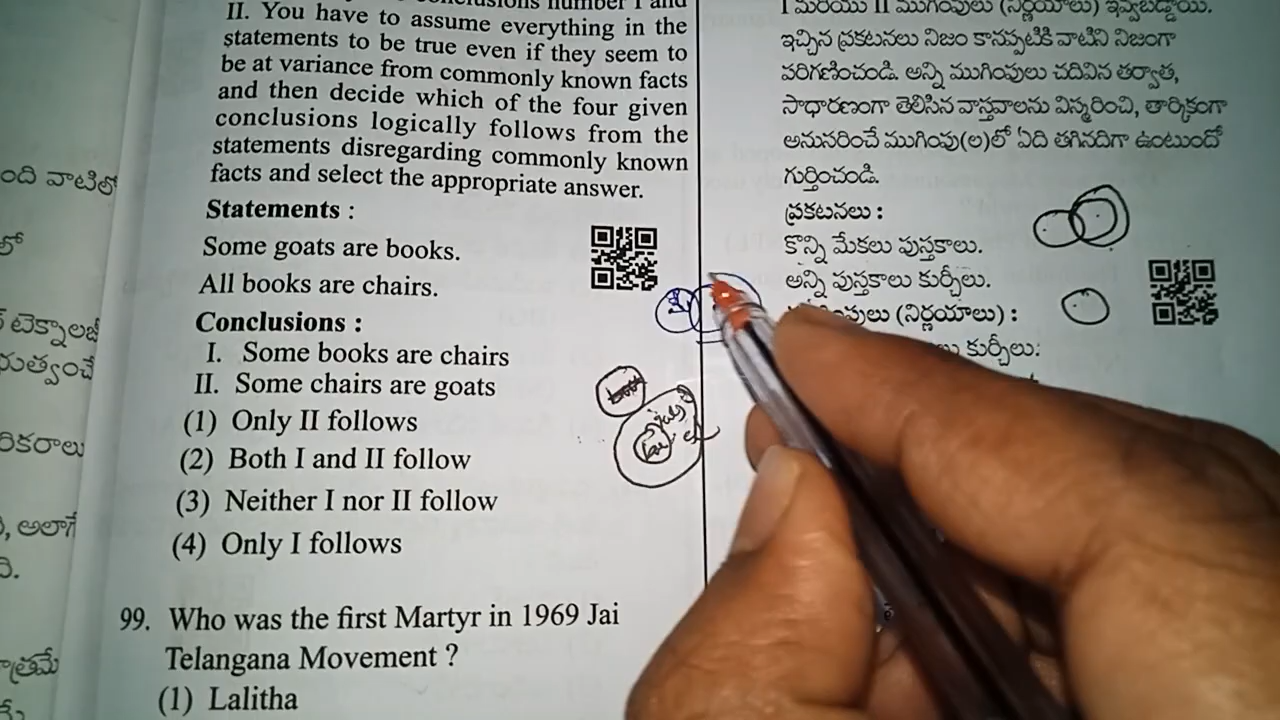 II. You have to assume everything in the
statements to be true even if they seem to
be at variance from commonly known facts
and then decide which of the four given
conclusions logically follows from the
statements disregarding commonly known
facts and select the appropriate answer.
Statements :
Some goats are books.
All books are chairs.
Conclusions :
I. Some books are chairs
II. Some chairs are goats
(1) Only II follows
(2) Both I and II follow
(3) Neither I nor II follow
(4) Only I follows
99. Who was the first Martyr in 1969 Jai
Telangana Movement ?
(1) Lalitha
I మరియు II ముగింపులు (నిర్ణయాలు) ఇవ్వబడ్డాయి.
ఇచ్చిన ప్రకటనలు నిజం కానప్పటికి వాటిని నిజంగా
పరిగణించండి. అన్ని ముగింపులు చదివిన తర్వాత,
సాధారణంగా తెలిసిన వాస్తవాలను విస్మరించి, తార్కికంగా
అనుసరించే ముగింపు(ల)లో ఏది తగినదిగా ఉంటుందో
గుర్తించండి.
ప్రకటనలు :
కొన్ని మేకలు పుస్తకాలు.
అన్ని పుస్తకాలు కుర్చీలు.
(నిర్ణయాలు) :
కుర్చీలు.